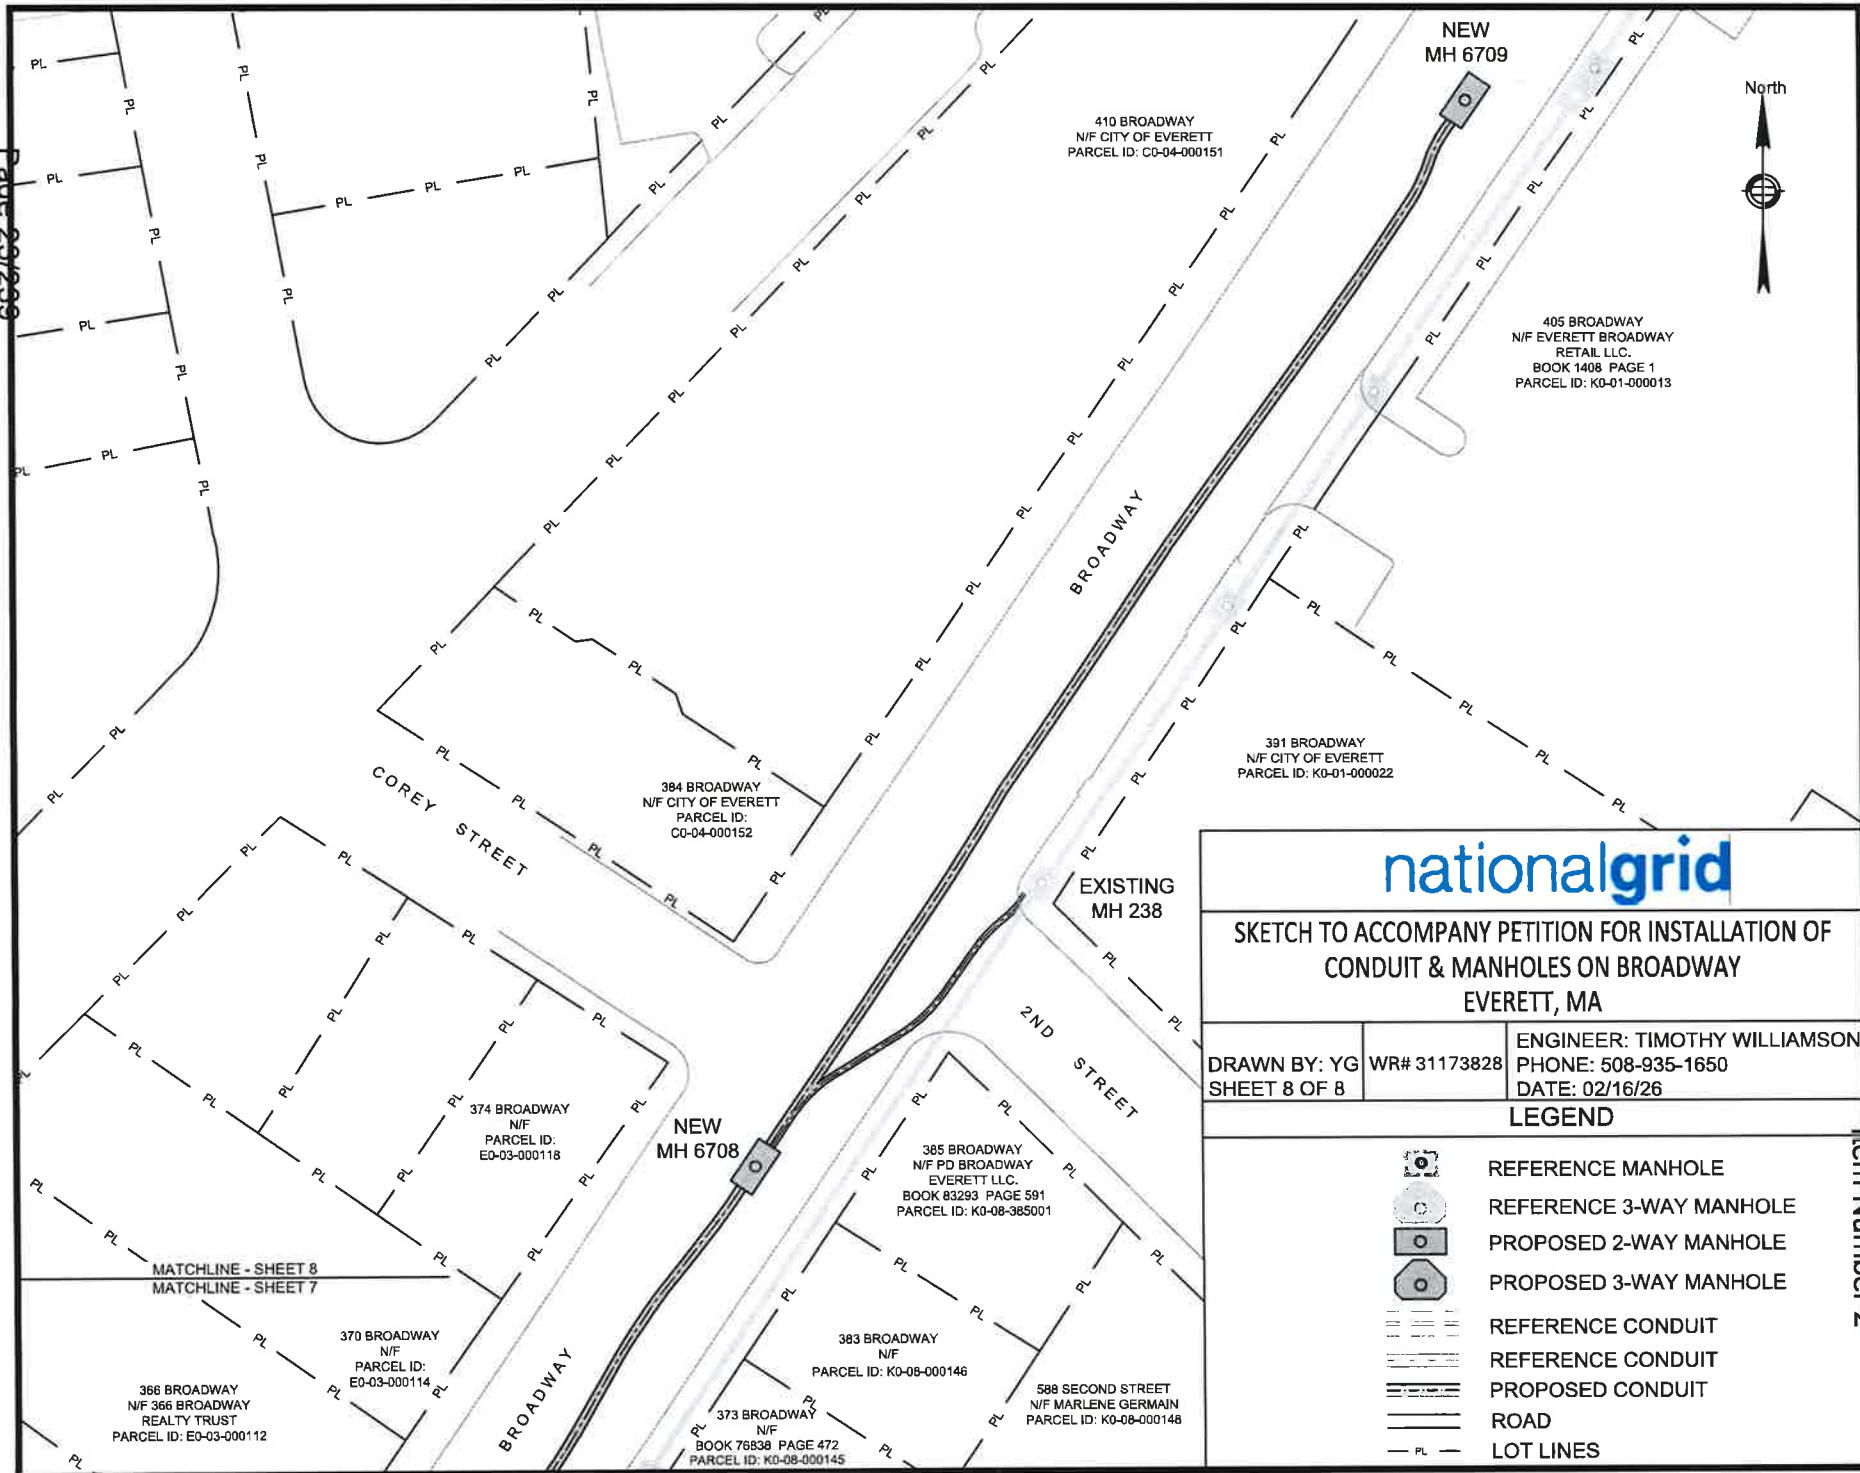 NEW
MH 6709
North
410 BROADWAY
N/F CITY OF EVERETT
PARCEL ID: C0-04-000151
405 BROADWAY
N/F EVERETT BROADWAY
RETAIL LLC.
BOOK 1408 PAGE 1
PARCEL ID: K0-01-000013
BROADWAY
391 BROADWAY
N/F CITY OF EVERETT
PARCEL ID: K0-01-000022
384 BROADWAY
N/F CITY OF EVERETT
PARCEL ID:
C0-04-000152
COREY STREET
EXISTING
MH 238
2ND STREET
374 BROADWAY
N/F
PARCEL ID:
E0-03-000118
NEW
MH 6708
385 BROADWAY
N/F PD BROADWAY
EVERETT LLC.
BOOK 83293 PAGE 591
PARCEL ID: K0-08-385001
MATCHLINE - SHEET 8
MATCHLINE - SHEET 7
370 BROADWAY
N/F
PARCEL ID:
E0-03-000114
366 BROADWAY
N/F 366 BROADWAY
REALTY TRUST
PARCEL ID: E0-03-000112
BROADWAY
383 BROADWAY
N/F
PARCEL ID: K0-08-000146
373 BROADWAY
N/F
BOOK 76838 PAGE 472
PARCEL ID: K0-08-000145
588 SECOND STREET
N/F MARLENE GERMAIN
PARCEL ID: K0-08-000148
nationalgrid
SKETCH TO ACCOMPANY PETITION FOR INSTALLATION OF
CONDUIT & MANHOLES ON BROADWAY
EVERETT, MA
DRAWN BY: YG
SHEET 8 OF 8
WR# 31173828
ENGINEER: TIMOTHY WILLIAMSON
PHONE: 508-935-1650
DATE: 02/16/26
LEGEND
REFERENCE MANHOLE
REFERENCE 3-WAY MANHOLE
PROPOSED 2-WAY MANHOLE
PROPOSED 3-WAY MANHOLE
REFERENCE CONDUIT
REFERENCE CONDUIT
PROPOSED CONDUIT
ROAD
PL LOT LINES